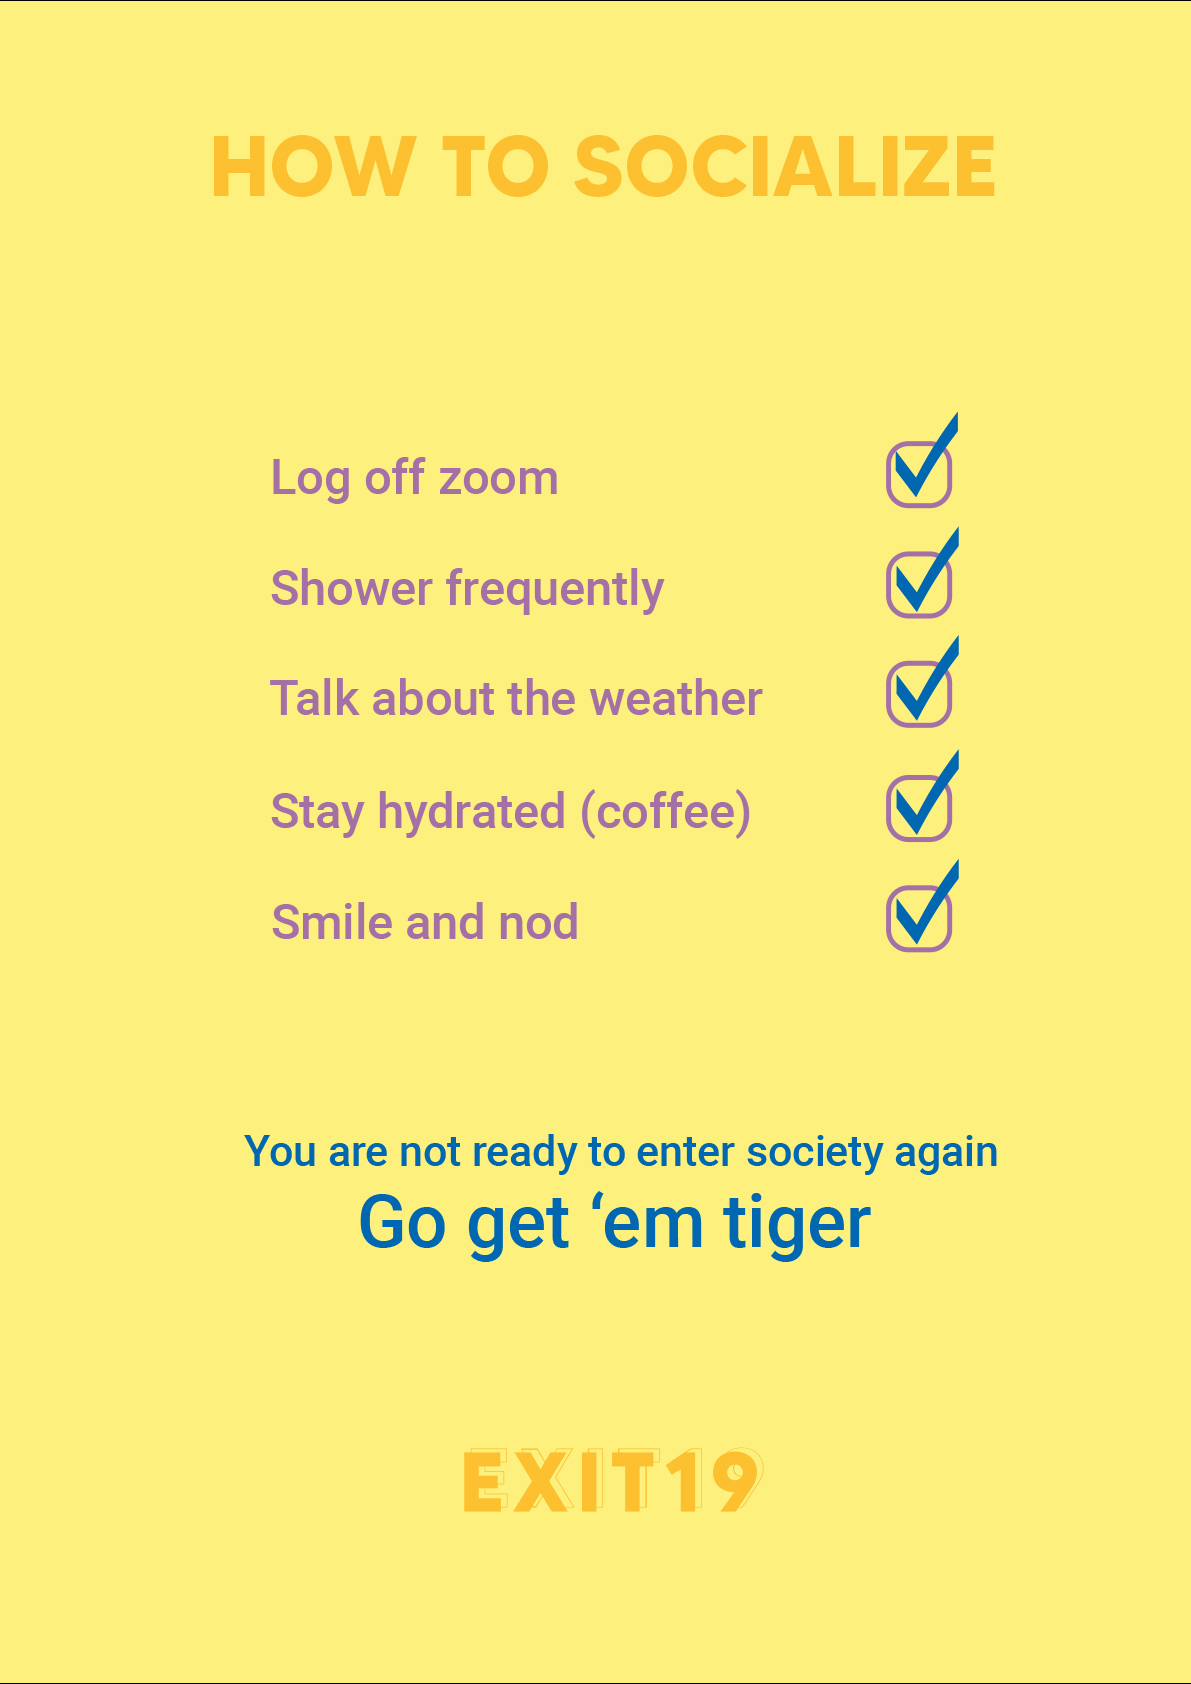 HOW TO SOCIALIZE
Log off zoom
Shower frequently
Talk about the weather
Stay hydrated (coffee)
Smile and nod
You are not ready to enter society again
Go get ‘em tiger
EXIT19